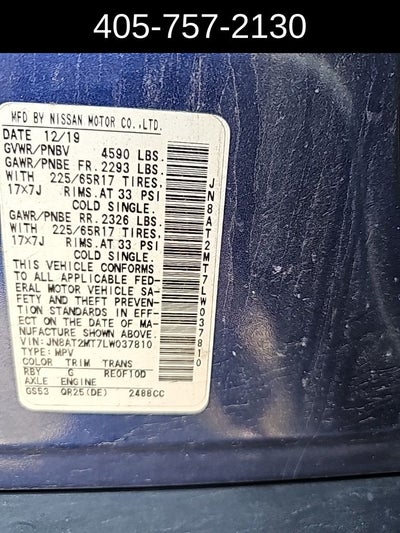 405-757-2130
MFD BY NISSAN MOTOR CO.,LTD.
DATE 12/19
GVWR/PNBV 4590 LBS.
GAWR/PNBE FR. 2293 LBS.
WITH 225/65R17 TIRES.
17X7J RIMS. AT 33 PSI
COLD SINGLE.
GAWR/PNBE RR. 2326 LBS.
WITH 225/65R17 TIRES.
17X7J RIMS. AT 33 PSI
COLD SINGLE.
THIS VEHICLE CONFORMS
TO ALL APPLICABLE FED-
ERAL MOTOR VEHICLE SA-
FETY AND THEFT PREVEN-
TION STANDARDS IN EFF-
ECT ON THE DATE OF MA-
NUFACTURE SHOWN ABOVE.
VIN: JN8AT2MT7LW037810
TYPE: MPV
COLOR TRIM TRANS
RBY G RE0F10D
AXLE ENGINE
GS53 QR25(DE) 2488CC
JN8AT2MT7LW037810